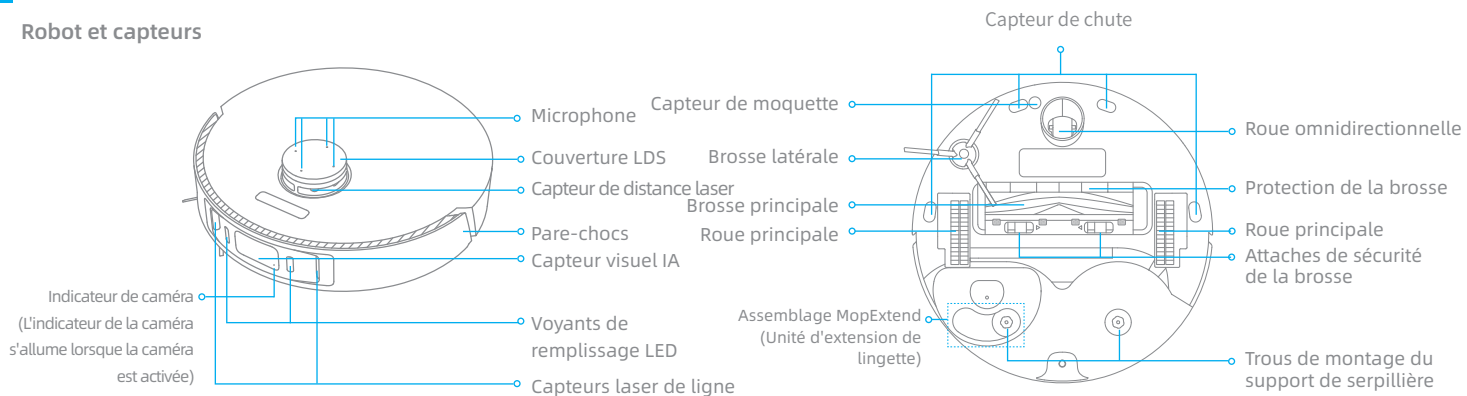 Robot et capteurs
Microphone
Couverture LDS
Capteur de distance laser
Pare-chocs
Capteur visuel IA
Indicateur de caméra
(L'indicateur de la caméra
s'allume lorsque la caméra
est activée)
Voyants de
remplissage LED
Capteurs laser de ligne
Capteur de chute
Capteur de moquette
Brosse latérale
Brosse principale
Roue principale
Assemblage MopExtend
(Unité d'extension de
lingette)
Roue omnidirectionnelle
Protection de la brosse
Roue principale
Attaches de sécurité
de la brosse
Trous de montage du
support de serpillière